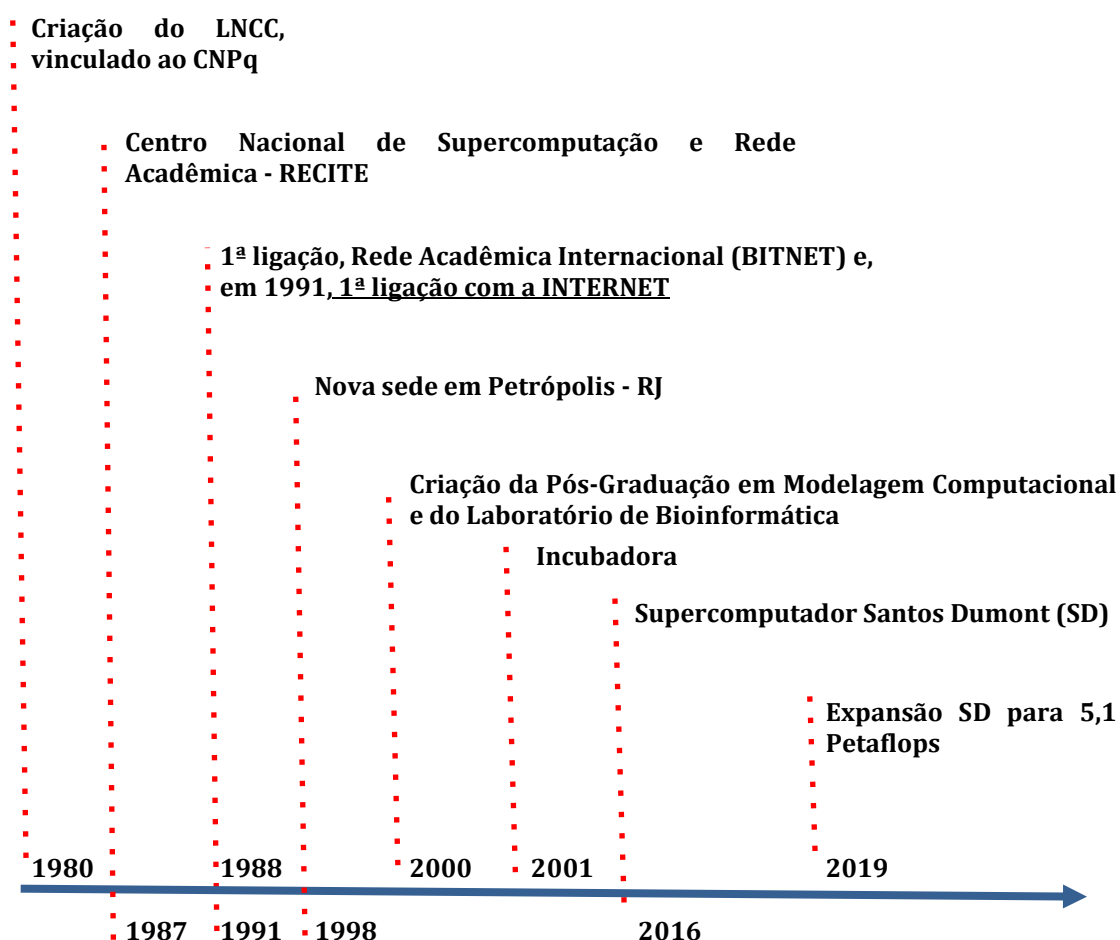 Criação do LNCC,
vinculado ao CNPq
Centro Nacional de Supercomputação e Rede
Acadêmica - RECITE
1ª ligação, Rede Acadêmica Internacional (BITNET) e,
em 1991, 1ª ligação com a INTERNET
Nova sede em Petrópolis - RJ
Criação da Pós-Graduação em Modelagem Computacional
e do Laboratório de Bioinformática
Incubadora
Supercomputador Santos Dumont (SD)
Expansão SD para 5,1
Petaflops
1980 1988 2000 2001 2019
1987 1991 1998 2016